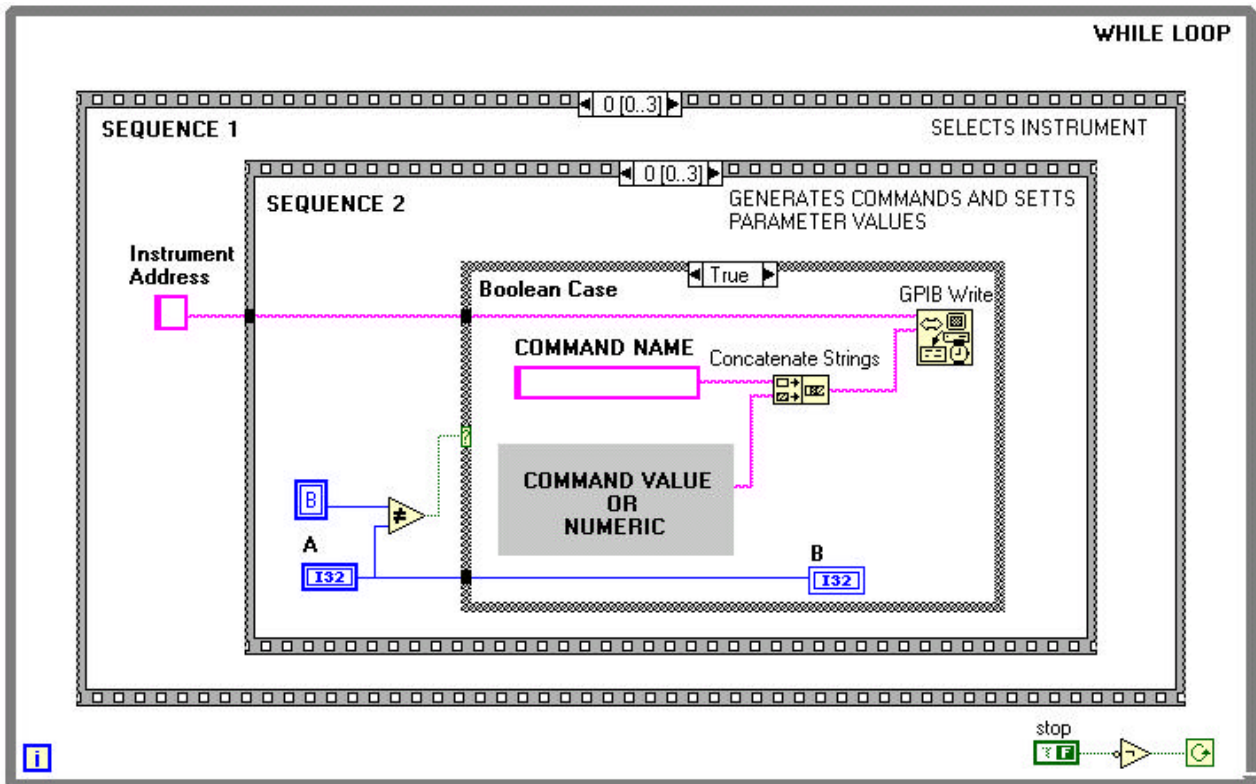 WHILE LOOP
0 [0..3]
SEQUENCE 1
SELECTS INSTRUMENT
0 [0..3]
SEQUENCE 2
GENERATES COMMANDS AND SETTS
PARAMETER VALUES
Instrument
Address
True
Boolean Case
GPIB Write
COMMAND NAME
Concatenate Strings
?
COMMAND VALUE
OR
NUMERIC
B
≠
A
I32
B
I32
stop
F
i